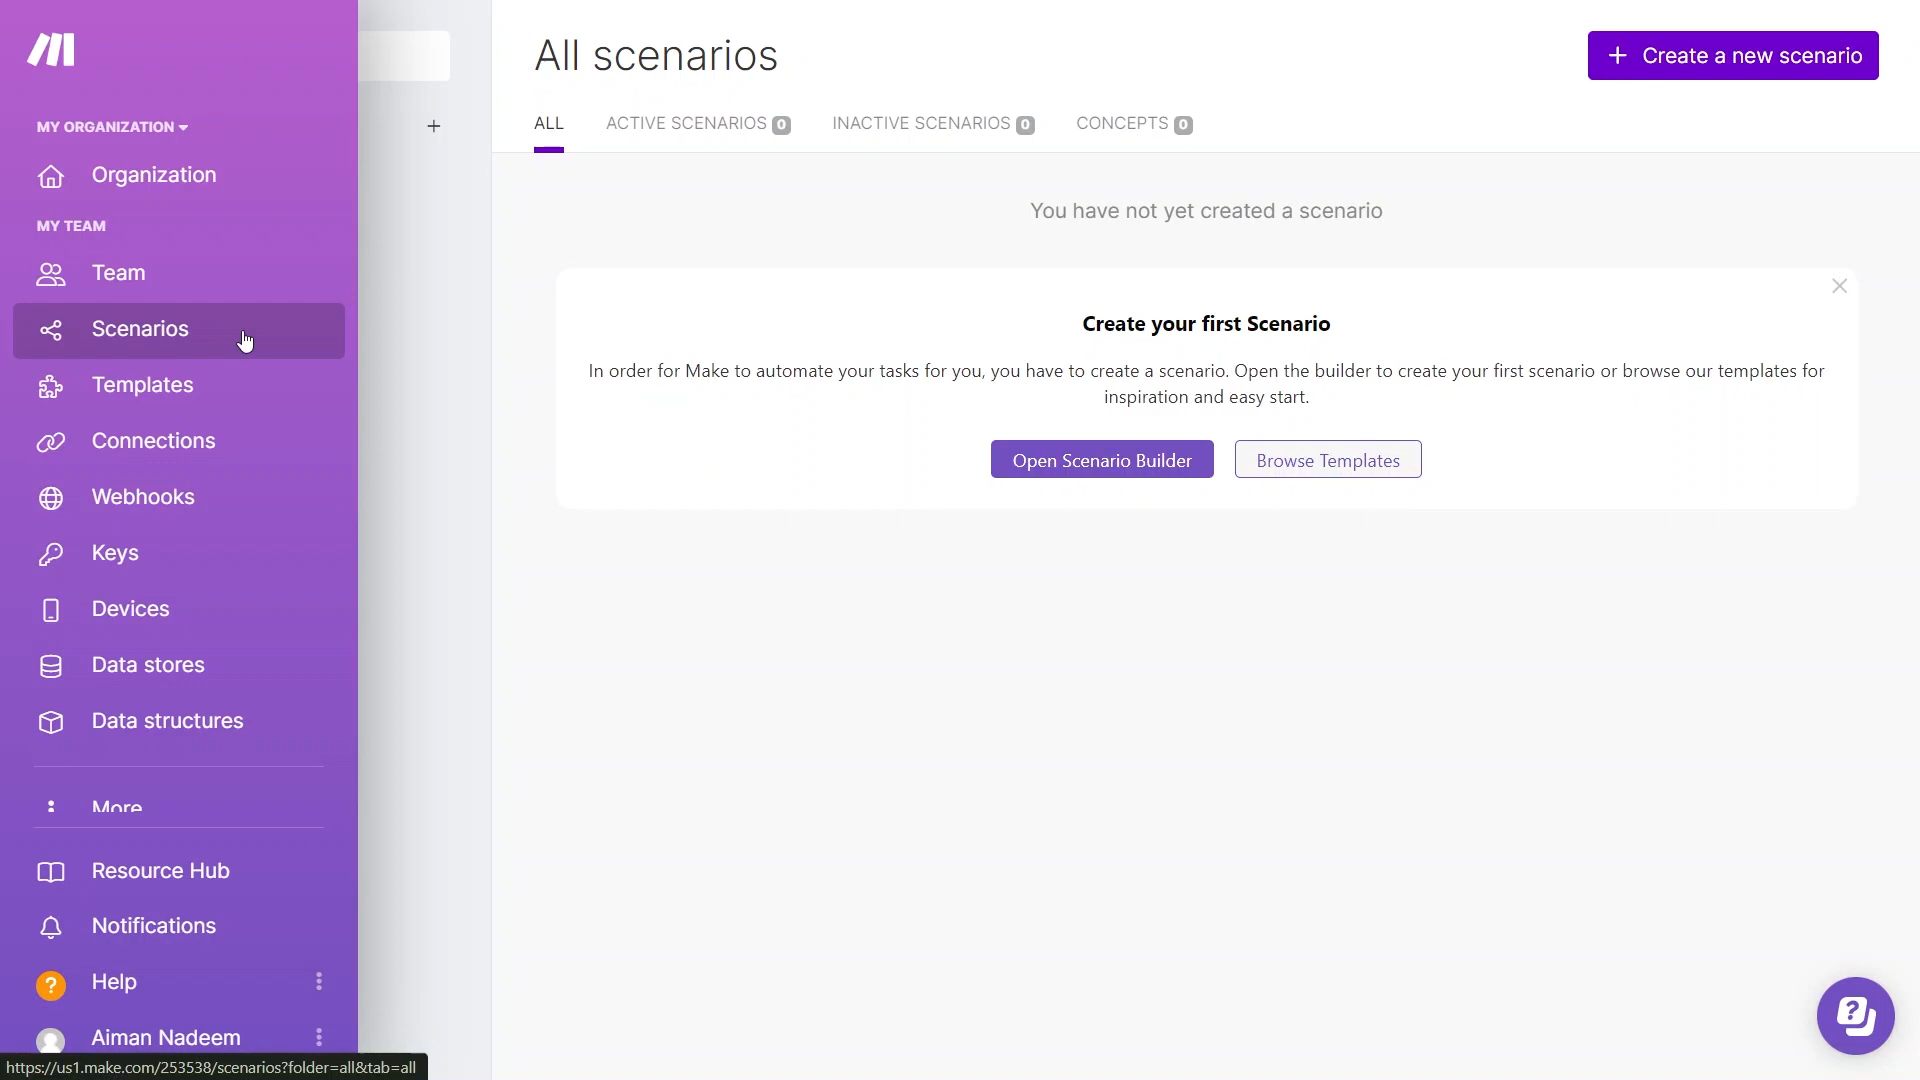 MY ORGANIZATION
Organization
MY TEAM
Team
Scenarios
Templates
Connections
Webhooks
Keys
Devices
Data stores
Data structures
More
Resource Hub
Notifications
? Help
Aiman Nadeem
https://us1.make.com/253538/scenarios?folder=all&tab=all
+
All scenarios
+ Create a new scenario
ALL ACTIVE SCENARIOS 0 INACTIVE SCENARIOS 0 CONCEPTS 0
You have not yet created a scenario
Create your first Scenario
In order for Make to automate your tasks for you, you have to create a scenario. Open the builder to create your first scenario or browse our templates for
inspiration and easy start.
Open Scenario Builder Browse Templates
?